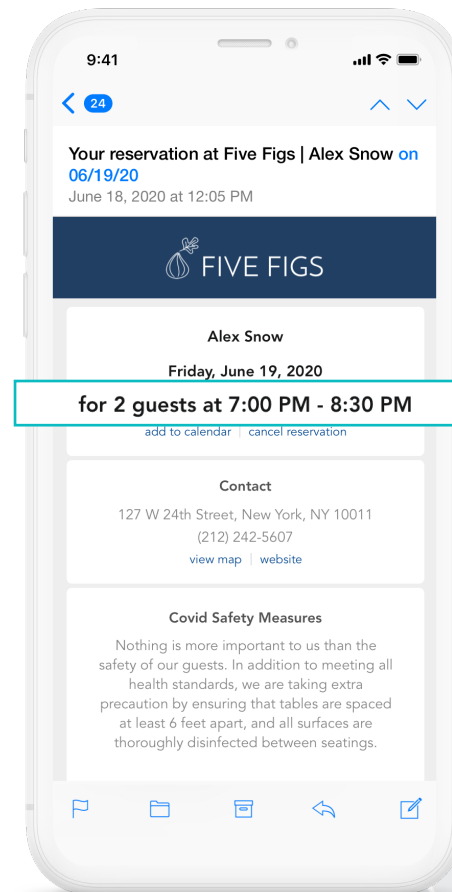 9:41
24
Your reservation at Five Figs | Alex Snow on
06/19/20
June 18, 2020 at 12:05 PM
FIVE FIGS
Alex Snow
Friday, June 19, 2020
for 2 guests at 7:00 PM - 8:30 PM
add to calendar | cancel reservation
Contact
127 W 24th Street, New York, NY 10011
(212) 242-5607
view map | website
Covid Safety Measures
Nothing is more important to us than the
safety of our guests. In addition to meeting all
health standards, we are taking extra
precaution by ensuring that tables are spaced
at least 6 feet apart, and all surfaces are
thoroughly disinfected between seatings.